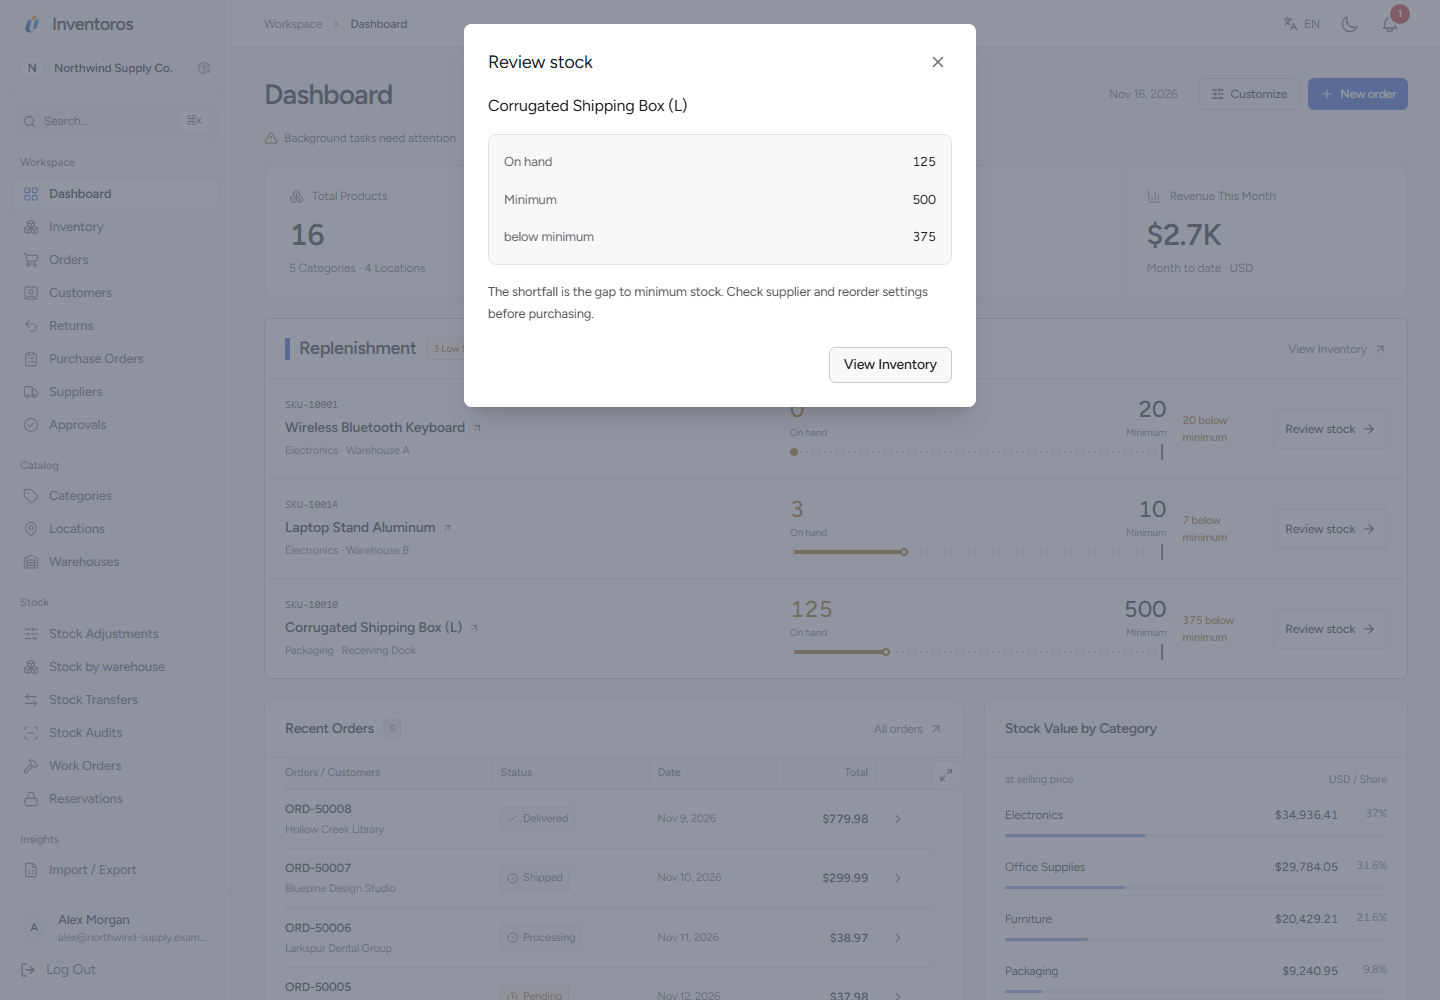 Inventoros
N Northwind Supply Co.
Search... ⌘K
Workspace
Dashboard
Inventory
Orders
Customers
Returns
Purchase Orders
Suppliers
Approvals
Catalog
Categories
Locations
Warehouses
Stock
Stock Adjustments
Stock by warehouse
Stock Transfers
Stock Audits
Work Orders
Reservations
Insights
Import / Export
A Alex Morgan
alex@northwind-supply.exam...
Log Out
Workspace > Dashboard
EN 1
Dashboard
Nov 16, 2026 Customize + New order
Background tasks need attention
Total Products
16
5 Categories · 4 Locations
Revenue This Month
$2.7K
Month to date · USD
Review stock
Corrugated Shipping Box (L)
On hand 125
Minimum 500
below minimum 375
The shortfall is the gap to minimum stock. Check supplier and reorder settings
before purchasing.
View Inventory
Replenishment 3 Low
View Inventory
SKU-10001
Wireless Bluetooth Keyboard
Electronics · Warehouse A
0
On hand
20
Minimum
20 below
minimum
Review stock
SKU-10014
Laptop Stand Aluminum
Electronics · Warehouse B
3
On hand
10
Minimum
7 below
minimum
Review stock
SKU-10010
Corrugated Shipping Box (L)
Packaging · Receiving Dock
125
On hand
500
Minimum
375 below
minimum
Review stock
Recent Orders 5
All orders
Orders / Customers Status Date Total
ORD-50008
Hollow Creek Library
Delivered Nov 9, 2026 $779.98
ORD-50007
Bluepine Design Studio
Shipped Nov 10, 2026 $299.99
ORD-50006
Larkspur Dental Group
Processing Nov 11, 2026 $38.97
ORD-50005
Pending Nov 12, 2026 $37.98
Stock Value by Category
at selling price USD / Share
Electronics $34,936.41 37%
Office Supplies $29,784.05 31.6%
Furniture $20,429.21 21.6%
Packaging $9,240.95 9.8%